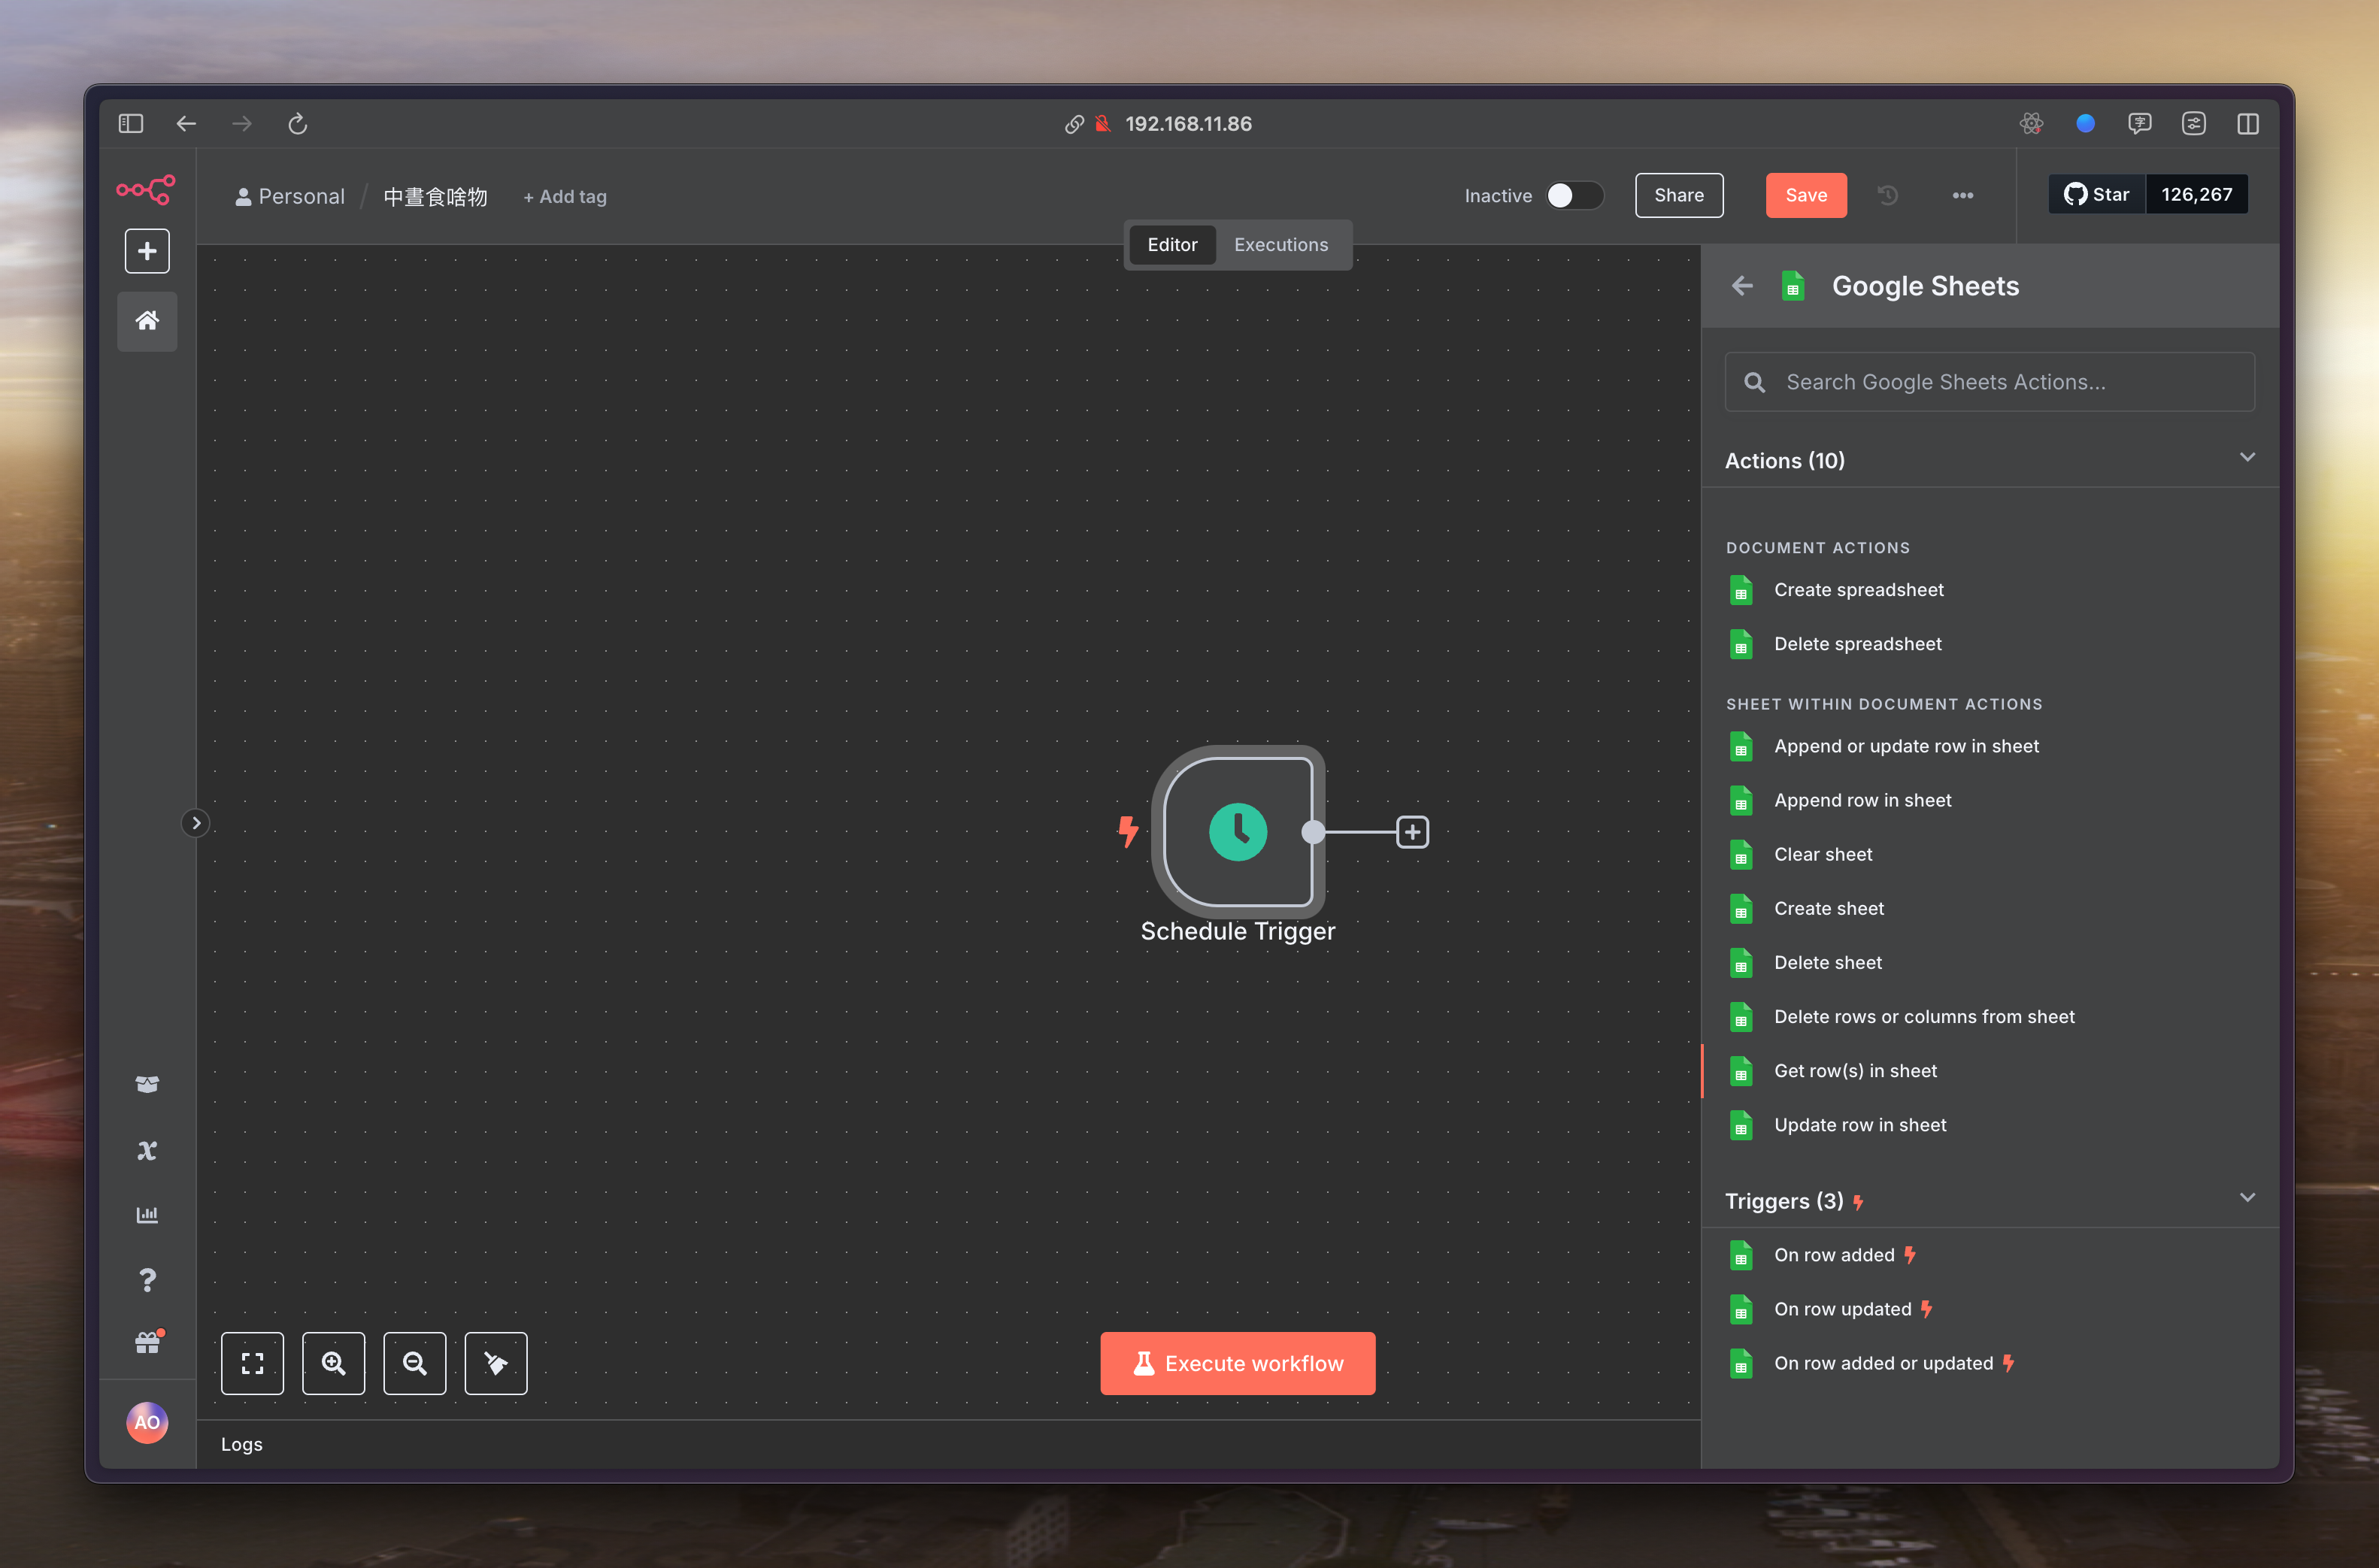 192.168.11.86
Personal / 中晝食啥物 + Add tag
Inactive
Share
Save
Star 126,267
Editor Executions
Google Sheets
Search Google Sheets Actions...
Actions (10)
DOCUMENT ACTIONS
Create spreadsheet
Delete spreadsheet
SHEET WITHIN DOCUMENT ACTIONS
Append or update row in sheet
Append row in sheet
Clear sheet
Create sheet
Delete sheet
Delete rows or columns from sheet
Get row(s) in sheet
Update row in sheet
Triggers (3)
On row added
On row updated
On row added or updated
Schedule Trigger
Execute workflow
AO
Logs